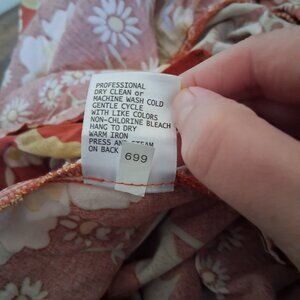 PROFESSIONAL
DRY CLEAN or
MACHINE WASH COLD
GENTLE CYCLE
WITH LIKE COLORS
NON-CHLORINE BLEACH
HANG TO DRY
WARM IRON
PRESS AND STEAM
ON BACK
699